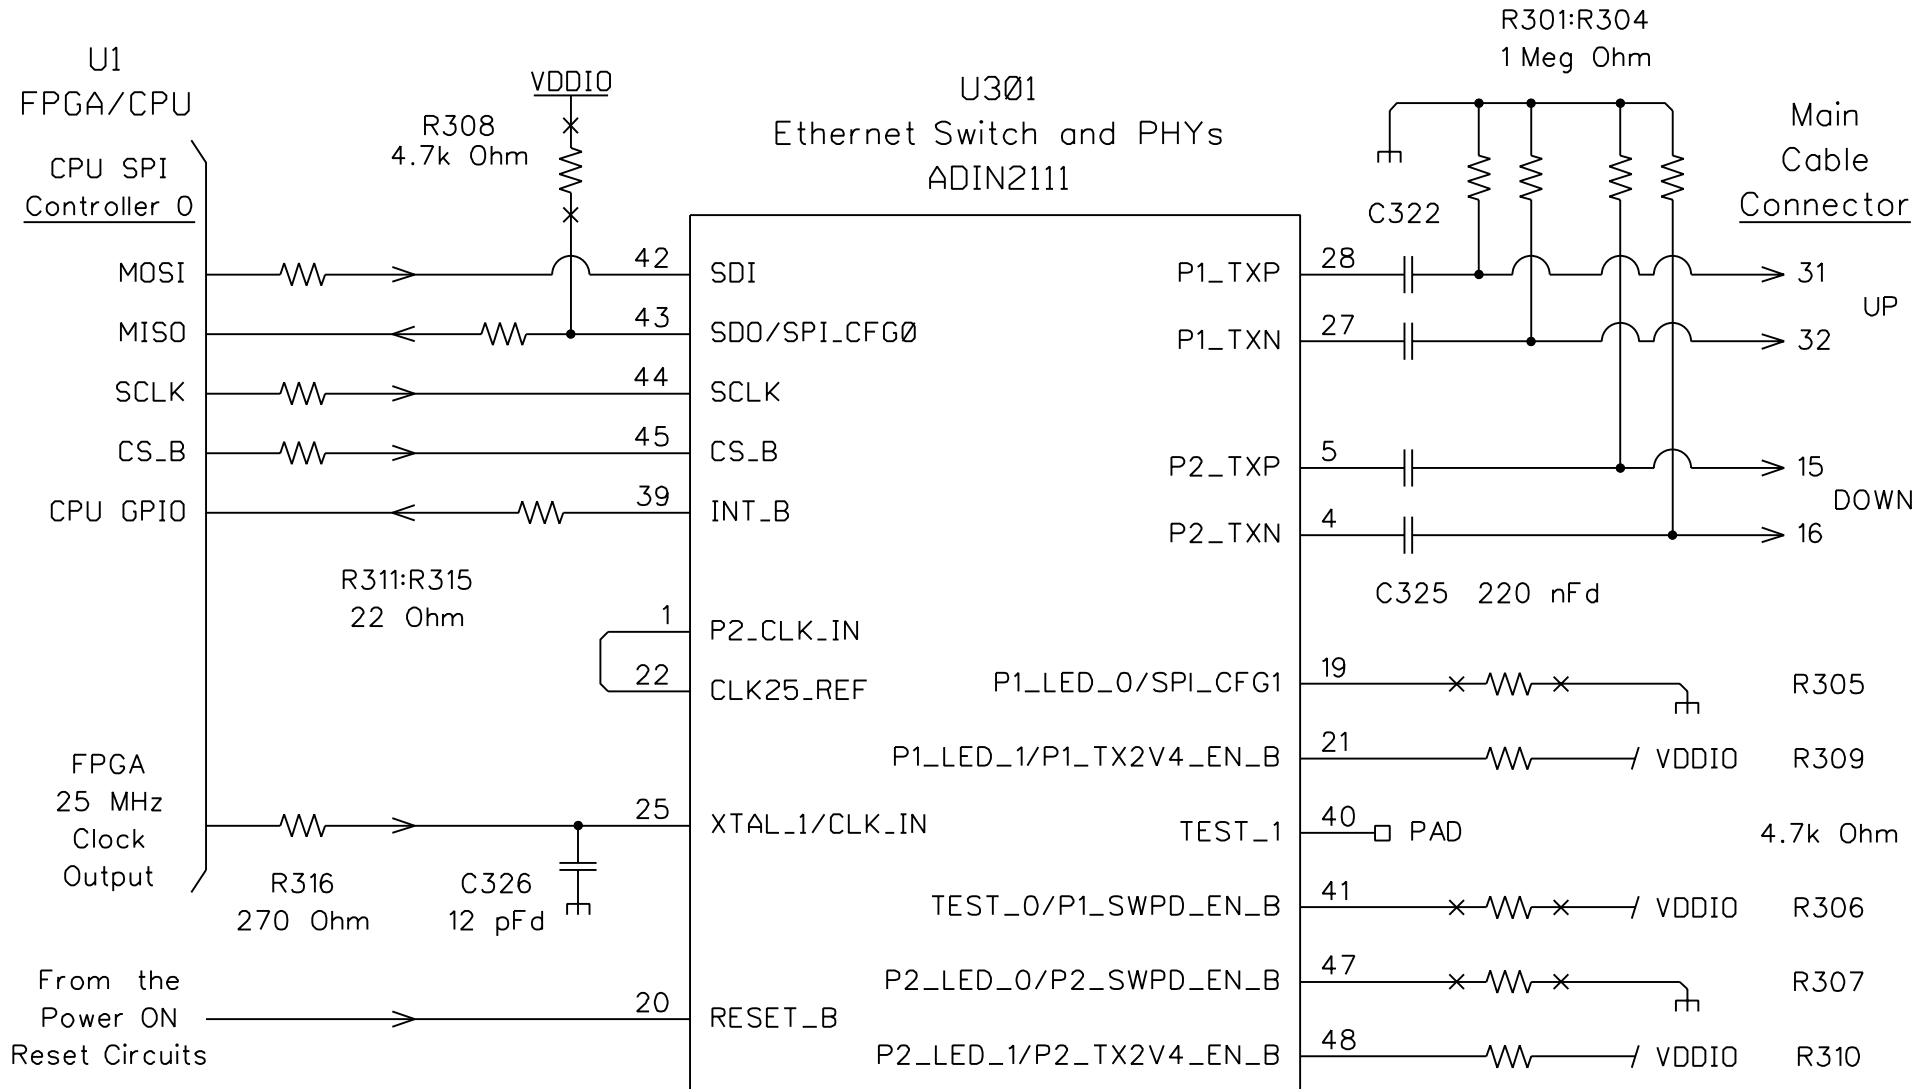 R301:R304
1 Meg Ohm
U1
FPGA/CPU
VDDIO
R308
4.7k Ohm
U301
Ethernet Switch and PHYs
ADIN2111
Main
Cable
Connector
CPU SPI
Controller 0
C322
MOSI
42
SDI
P1_TXP
28
31
UP
MISO
43
SDO/SPI_CFG0
P1_TXN
27
32
SCLK
44
SCLK
CS_B
45
CS_B
P2_TXP
5
15
DOWN
CPU GPIO
39
INT_B
P2_TXN
4
16
R311:R315
22 Ohm
C325 220 nFd
1
P2_CLK_IN
22
CLK25_REF
P1_LED_0/SPI_CFG1
19
R305
P1_LED_1/P1_TX2V4_EN_B
21
VDDIO
R309
FPGA
25 MHz
Clock
Output
25
XTAL_1/CLK_IN
TEST_1
40
PAD
4.7k Ohm
R316
270 Ohm
C326
12 pFd
TEST_0/P1_SWPD_EN_B
41
VDDIO
R306
P2_LED_0/P2_SWPD_EN_B
47
R307
From the
Power ON
Reset Circuits
20
RESET_B
P2_LED_1/P2_TX2V4_EN_B
48
VDDIO
R310